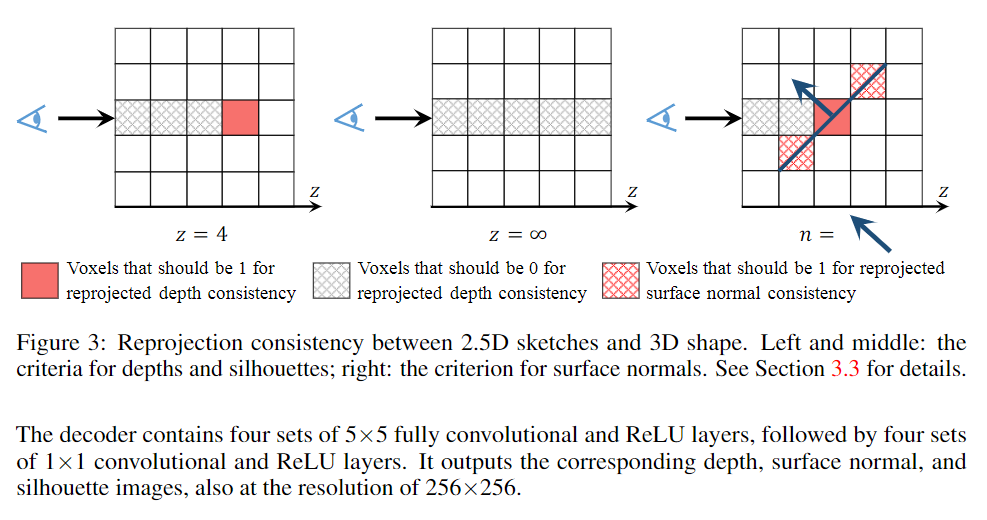 z z z
z = 4 z = ∞ n =
Voxels that should be 1 for
reprojected depth consistency
Voxels that should be 0 for
reprojected depth consistency
Voxels that should be 1 for reprojected
surface normal consistency
Figure 3: Reprojection consistency between 2.5D sketches and 3D shape. Left and middle: the
criteria for depths and silhouettes; right: the criterion for surface normals. See Section 3.3 for details.
The decoder contains four sets of 5×5 fully convolutional and ReLU layers, followed by four sets
of 1×1 convolutional and ReLU layers. It outputs the corresponding depth, surface normal, and
silhouette images, also at the resolution of 256×256.